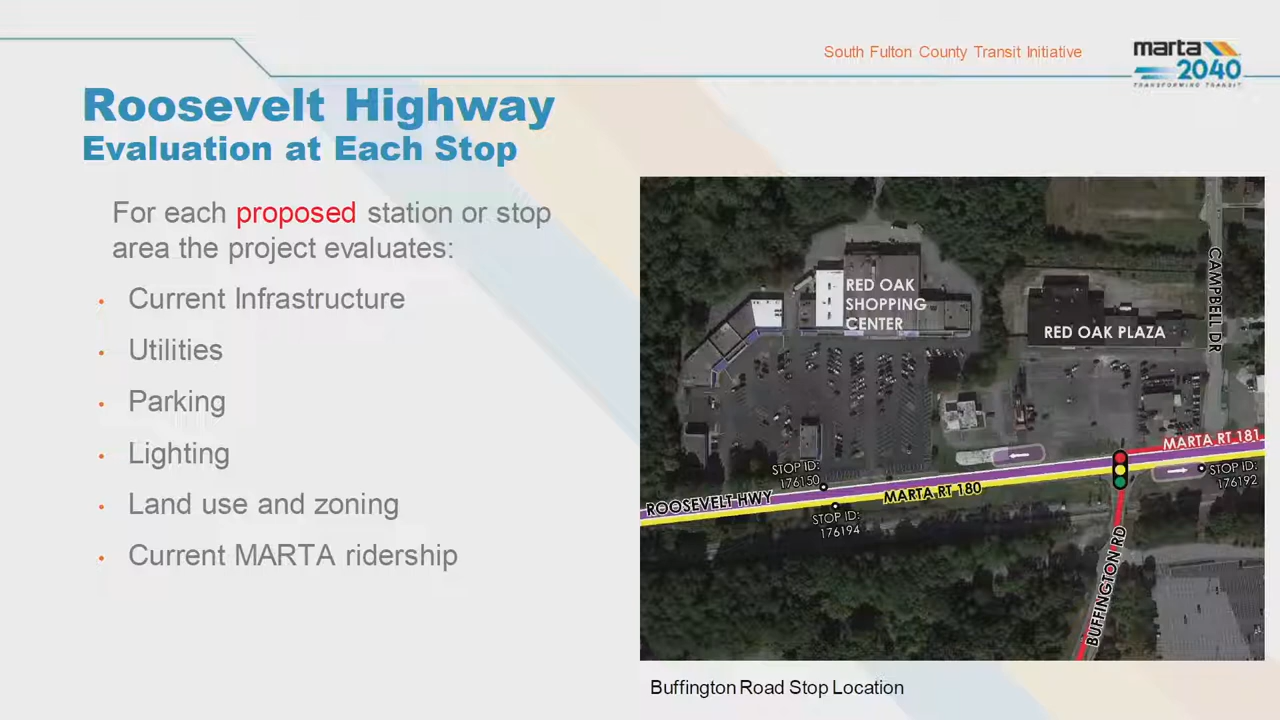 South Fulton County Transit Initiative
marta
2040
TRANSFORMING TRANSIT
Roosevelt Highway
Evaluation at Each Stop
For each proposed station or stop
area the project evaluates:
• Current Infrastructure
• Utilities
• Parking
• Lighting
• Land use and zoning
• Current MARTA ridership
RED OAK
SHOPPING
CENTER
RED OAK PLAZA
CAMPBELL DR
MARTA RT 181
STOP ID:
176150
STOP ID:
176192
ROOSEVELT HWY
MARTA RT 180
STOP ID:
176194
BUFFINGTON RD
Buffington Road Stop Location